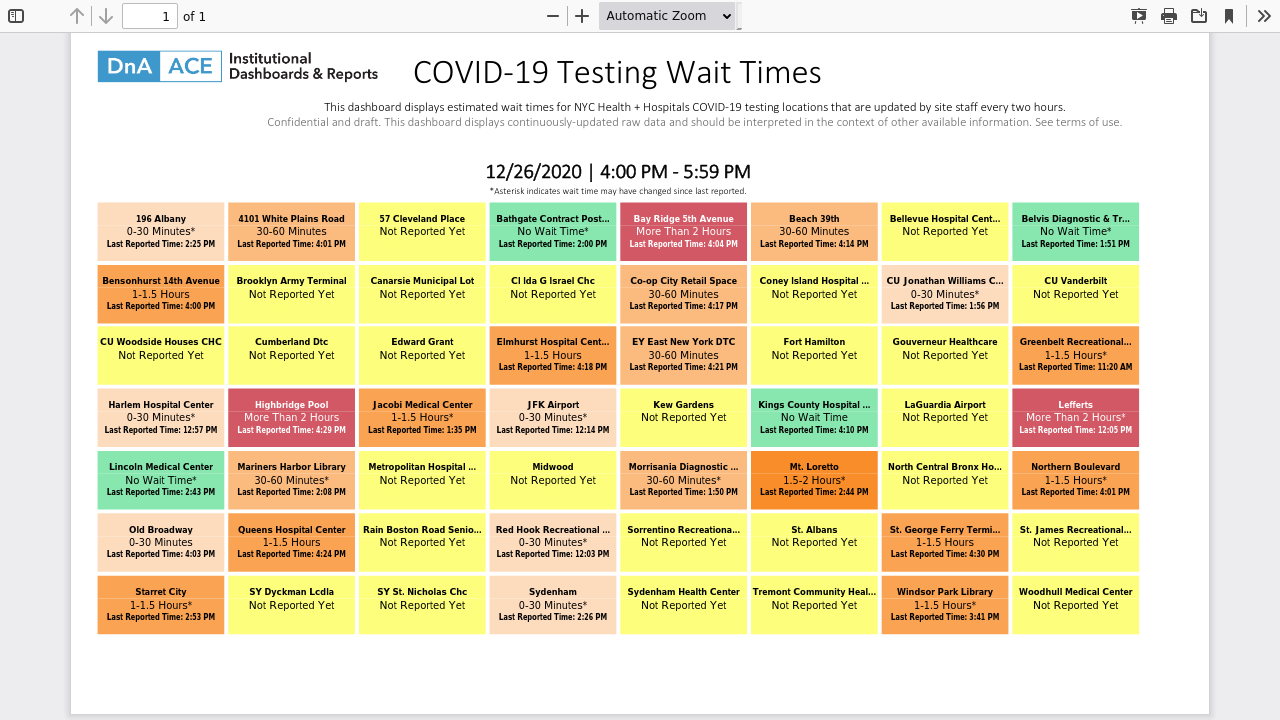 1 of 1 Automatic Zoom
DnA ACE Institutional Dashboards & Reports
COVID-19 Testing Wait Times
This dashboard displays estimated wait times for NYC Health + Hospitals COVID-19 testing locations that are updated by site staff every two hours.
Confidential and draft. This dashboard displays continuously-updated raw data and should be interpreted in the context of other available information. See terms of use.
12/26/2020 | 4:00 PM - 5:59 PM
*Asterisk indicates wait time may have changed since last reported.
196 Albany
0-30 Minutes*
Last Reported Time: 2:25 PM
4101 White Plains Road
30-60 Minutes
Last Reported Time: 4:01 PM
57 Cleveland Place
Not Reported Yet
Bathgate Contract Post...
No Wait Time*
Last Reported Time: 2:00 PM
Bay Ridge 5th Avenue
More Than 2 Hours
Last Reported Time: 4:04 PM
Beach 39th
30-60 Minutes
Last Reported Time: 4:14 PM
Bellevue Hospital Cent...
Not Reported Yet
Belvis Diagnostic & Tr...
No Wait Time*
Last Reported Time: 1:51 PM
Bensonhurst 14th Avenue
1-1.5 Hours
Last Reported Time: 4:00 PM
Brooklyn Army Terminal
Not Reported Yet
Canarsie Municipal Lot
Not Reported Yet
CI Ida G Israel Chc
Not Reported Yet
Co-op City Retail Space
30-60 Minutes
Last Reported Time: 4:17 PM
Coney Island Hospital ...
Not Reported Yet
CU Jonathan Williams C...
0-30 Minutes*
Last Reported Time: 1:56 PM
CU Vanderbilt
Not Reported Yet
CU Woodside Houses CHC
Not Reported Yet
Cumberland Dtc
Not Reported Yet
Edward Grant
Not Reported Yet
Elmhurst Hospital Cent...
1-1.5 Hours
Last Reported Time: 4:18 PM
EY East New York DTC
30-60 Minutes
Last Reported Time: 4:21 PM
Fort Hamilton
Not Reported Yet
Gouverneur Healthcare
Not Reported Yet
Greenbelt Recreational...
1-1.5 Hours*
Last Reported Time: 11:20 AM
Harlem Hospital Center
0-30 Minutes*
Last Reported Time: 12:57 PM
Highbridge Pool
More Than 2 Hours
Last Reported Time: 4:29 PM
Jacobi Medical Center
1-1.5 Hours*
Last Reported Time: 1:35 PM
JFK Airport
0-30 Minutes*
Last Reported Time: 12:14 PM
Kew Gardens
Not Reported Yet
Kings County Hospital ...
No Wait Time
Last Reported Time: 4:10 PM
LaGuardia Airport
Not Reported Yet
Lefferts
More Than 2 Hours*
Last Reported Time: 12:05 PM
Lincoln Medical Center
No Wait Time*
Last Reported Time: 2:43 PM
Mariners Harbor Library
30-60 Minutes*
Last Reported Time: 2:08 PM
Metropolitan Hospital ...
Not Reported Yet
Midwood
Not Reported Yet
Morrisania Diagnostic ...
30-60 Minutes*
Last Reported Time: 1:50 PM
Mt. Loretto
1.5-2 Hours*
Last Reported Time: 2:44 PM
North Central Bronx Ho...
Not Reported Yet
Northern Boulevard
1-1.5 Hours*
Last Reported Time: 4:01 PM
Old Broadway
0-30 Minutes
Last Reported Time: 4:03 PM
Queens Hospital Center
1-1.5 Hours
Last Reported Time: 4:24 PM
Rain Boston Road Senio...
Not Reported Yet
Red Hook Recreational ...
0-30 Minutes*
Last Reported Time: 12:03 PM
Sorrentino Recreationa...
Not Reported Yet
St. Albans
Not Reported Yet
St. George Ferry Termi...
1-1.5 Hours
Last Reported Time: 4:30 PM
St. James Recreational...
Not Reported Yet
Starret City
1-1.5 Hours*
Last Reported Time: 2:53 PM
SY Dyckman Lcdla
Not Reported Yet
SY St. Nicholas Chc
Not Reported Yet
Sydenham
0-30 Minutes*
Last Reported Time: 2:26 PM
Sydenham Health Center
Not Reported Yet
Tremont Community Heal...
Not Reported Yet
Windsor Park Library
1-1.5 Hours*
Last Reported Time: 3:41 PM
Woodhull Medical Center
Not Reported Yet